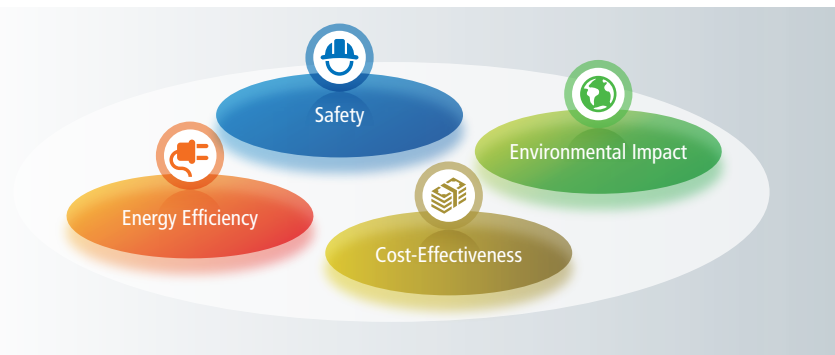 Safety
Environmental Impact
Energy Efficiency
Cost-Effectiveness